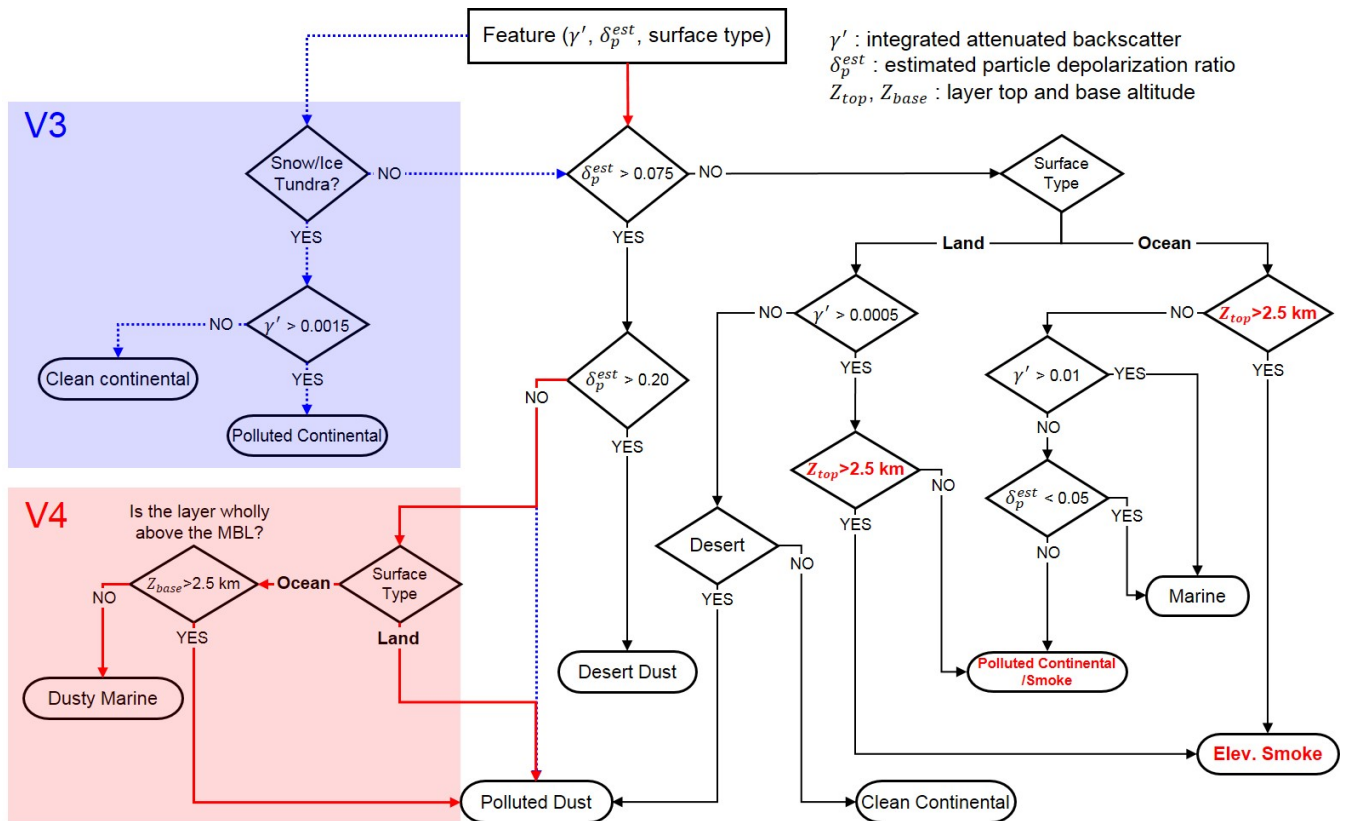 Feature (γ′, δ_p^est, surface type)
γ′ : integrated attenuated backscatter
δ_p^est : estimated particle depolarization ratio
Z_top, Z_base : layer top and base altitude
V3
Snow/Ice
Tundra?
NO
δ_p^est > 0.075
NO
Surface
Type
YES
YES
Land
Ocean
NO
γ′ > 0.0015
NO
γ′ > 0.0005
NO
Z_top>2.5 km
Clean continental
YES
δ_p^est > 0.20
NO
YES
γ′ > 0.01
YES
YES
Polluted Continental
YES
NO
Z_top>2.5 km
NO
δ_p^est < 0.05
YES
V4
Is the layer wholly
above the MBL?
YES
Desert
NO
NO
Z_base>2.5 km
Ocean
Surface
Type
NO
YES
Land
YES
Marine
Dusty Marine
Desert Dust
Polluted Continental
/Smoke
Elev. Smoke
Polluted Dust
Clean Continental